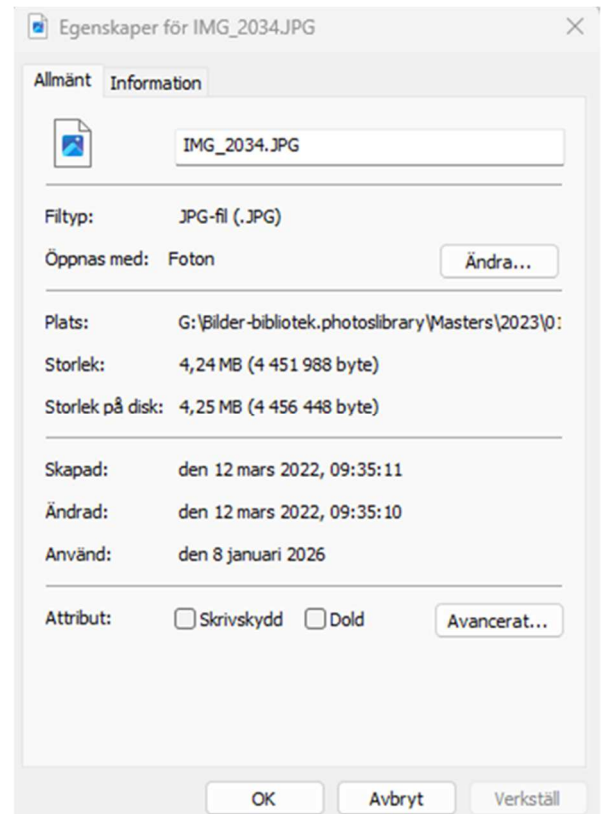 Egenskaper för IMG_2034.JPG
Allmänt Information
IMG_2034.JPG
Filtyp: JPG-fil (.JPG)
Öppnas med: Foton Ändra...
Plats: G:\Bilder-bibliotek.photoslibrary\Masters\2023\01
Storlek: 4,24 MB (4 451 988 byte)
Storlek på disk: 4,25 MB (4 456 448 byte)
Skapad: den 12 mars 2022, 09:35:11
Ändrad: den 12 mars 2022, 09:35:10
Använd: den 8 januari 2026
Attribut: Skrivskydd Dold Avancerat...
OK Avbryt Verkställ